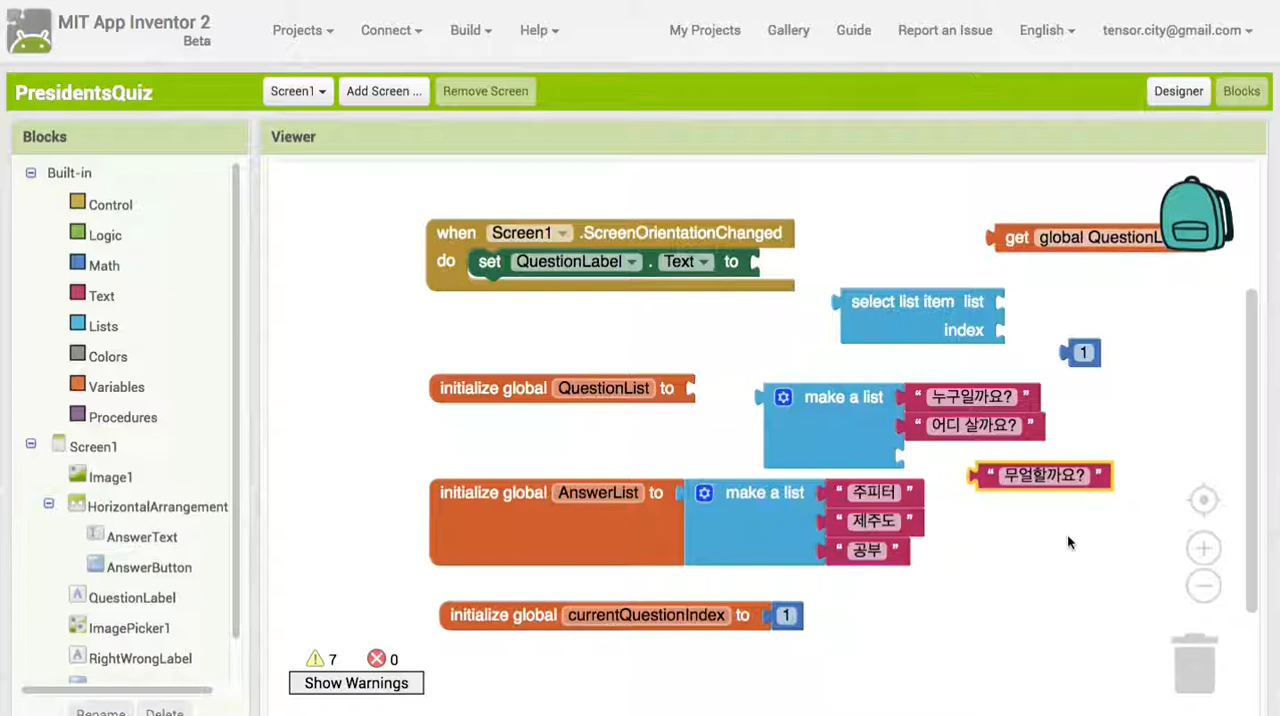 MIT App Inventor 2
Beta
Projects Connect Build Help My Projects Gallery Guide Report an Issue English tensor.city@gmail.com
PresidentsQuiz Screen1 Add Screen ... Remove Screen Designer Blocks
Blocks
Viewer
Built-in
Control
Logic
Math
Text
Lists
Colors
Variables
Procedures
Screen1
Image1
HorizontalArrangement
AnswerText
AnswerButton
QuestionLabel
ImagePicker1
RightWrongLabel
Rename Delete
when Screen1 .ScreenOrientationChanged
do set QuestionLabel . Text to
get global QuestionL
select list item list
index
1
initialize global QuestionList to
make a list " 누구일까요? "
" 어디 살까요? "
" 무얼할까요? "
initialize global AnswerList to make a list " 주피터 "
" 제주도 "
" 공부 "
initialize global currentQuestionIndex to 1
7 0
Show Warnings